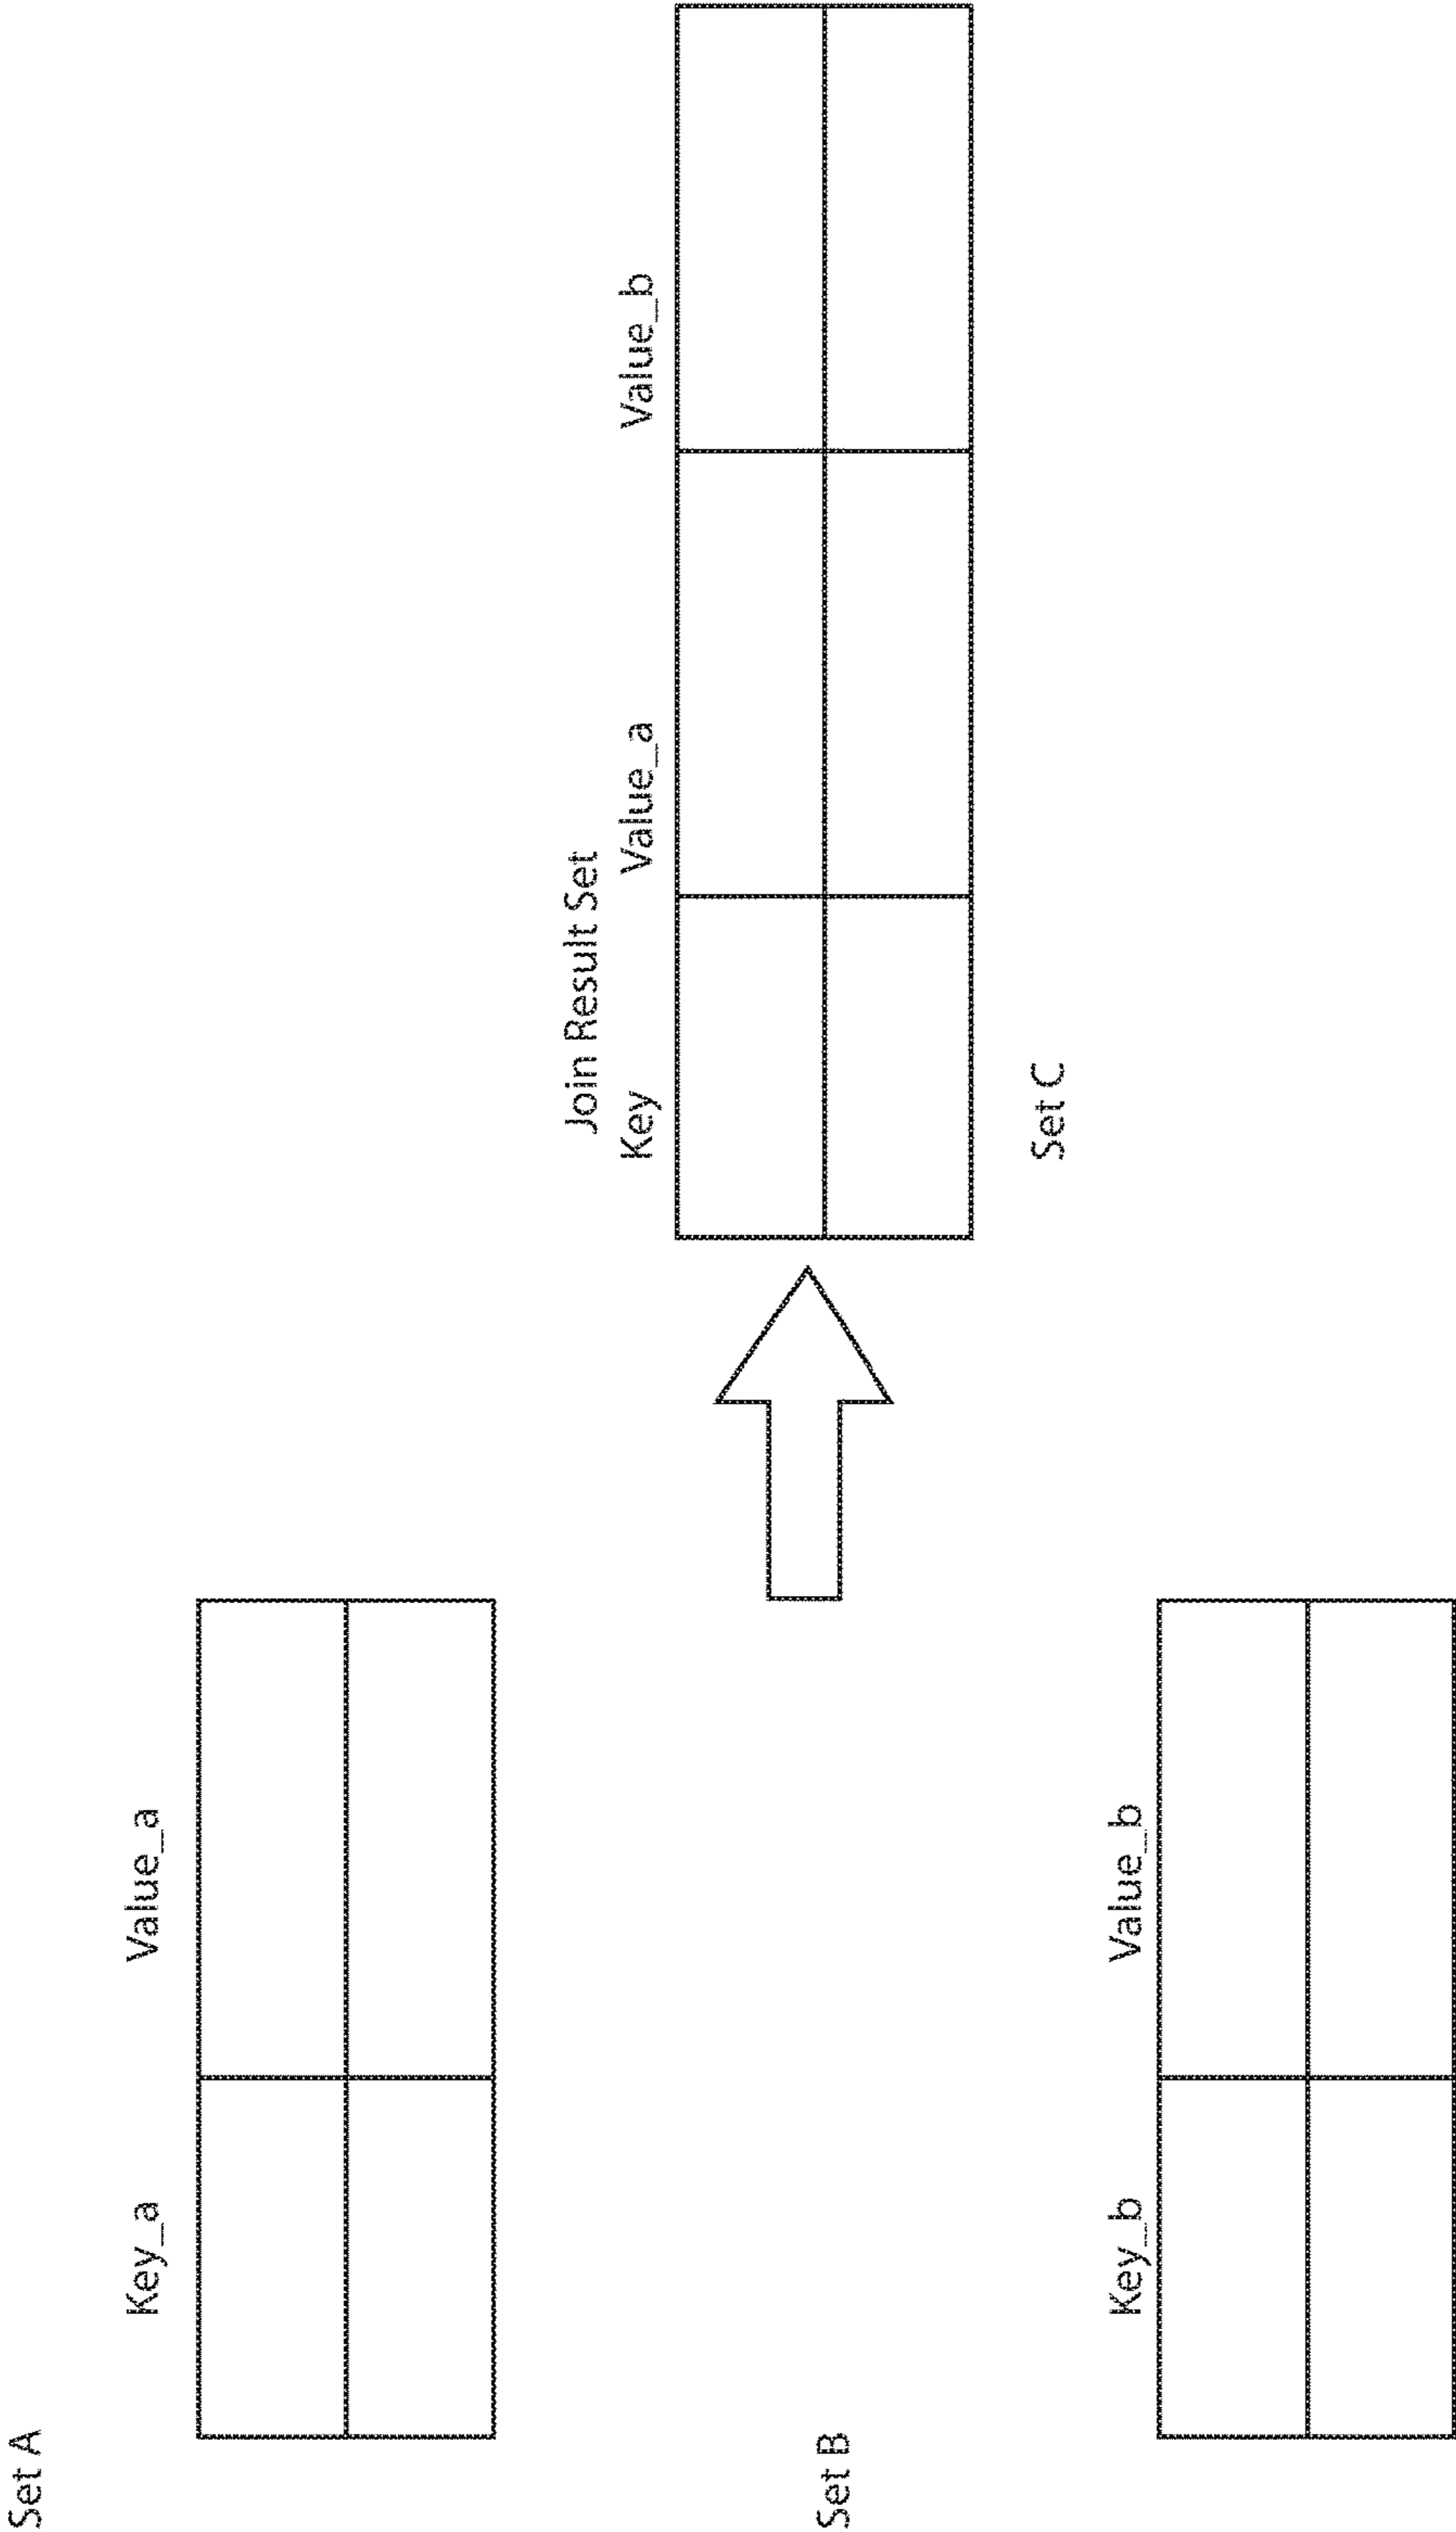 Set A
Key_a Value_a
Join Result Set
Key Value_a Value_b
Set B
Set C
Key_b Value_b